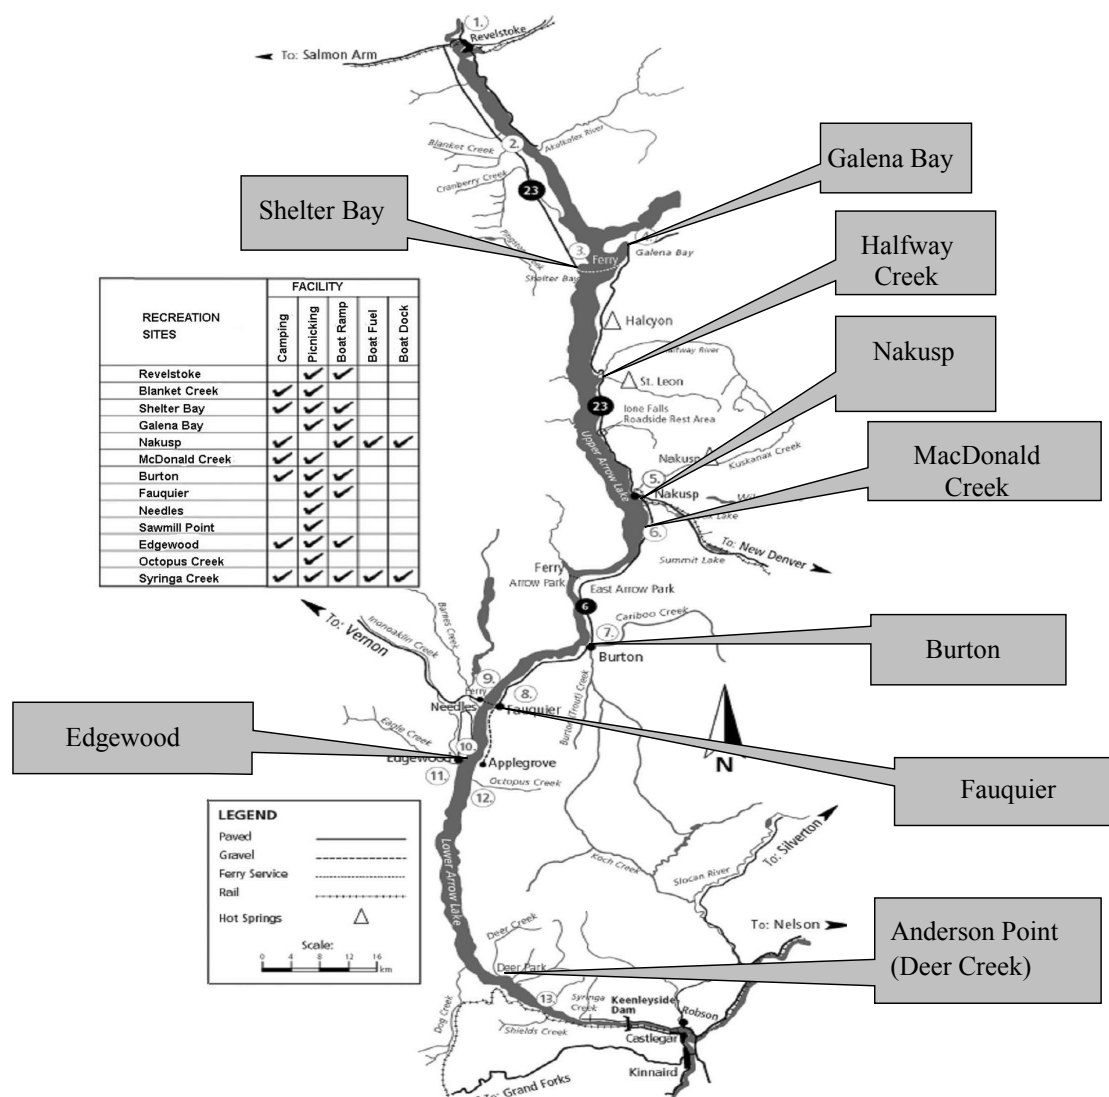 1.
Revelstoke
To: Salmon Arm
Blanket Creek
2.
Akolkolex River
Cranberry Creek
23
Galena Bay
Shelter Bay
3.
4.
Ferry
Galena Bay
Shelter Bay
Halfway
Creek
Halcyon
St. Leon
23
Ione Falls
Roadside Rest Area
Upper Arrow Lake
Nakusp
Nakusp
Kuskanax Creek
5.
Nakusp
MacDonald
Creek
6.
To: New Denver
Summit Lake
RECREATION
SITES
FACILITY
Camping
Picnicking
Boat Ramp
Boat Fuel
Boat Dock
Revelstoke ✔ ✔
Blanket Creek ✔ ✔
Shelter Bay ✔ ✔ ✔
Galena Bay ✔ ✔
Nakusp ✔ ✔ ✔ ✔
McDonald Creek ✔ ✔
Burton ✔ ✔ ✔
Fauquier ✔ ✔
Needles ✔
Sawmill Point ✔
Edgewood ✔ ✔ ✔
Octopus Creek ✔
Syringa Creek ✔ ✔ ✔ ✔ ✔
Ferry
Arrow Park
East Arrow Park
6
Cariboo Creek
7.
Burton
Burton
To: Vernon
Inonoaklin Creek
Barnes Creek
9.
Ferry
Needles
8.
Fauquier
Burton (Trout) Creek
N
Edgewood
Eagle Creek
10.
Edgewood
11.
Applegrove
Octopus Creek
12.
Fauquier
LEGEND
Paved
Gravel
Ferry Service
Rail
Hot Springs
Scale:
0 4 8 12 16
km
Lower Arrow Lake
Koch Creek
Slocan River
To: Silverton
To: Nelson
Anderson Point
(Deer Creek)
Deer Creek
Deer Park
13.
Syringa
Creek
Keenleyside
Dam
Robson
Dog Creek
Shields Creek
Castlegar
Kinnaird
To: Grand Forks